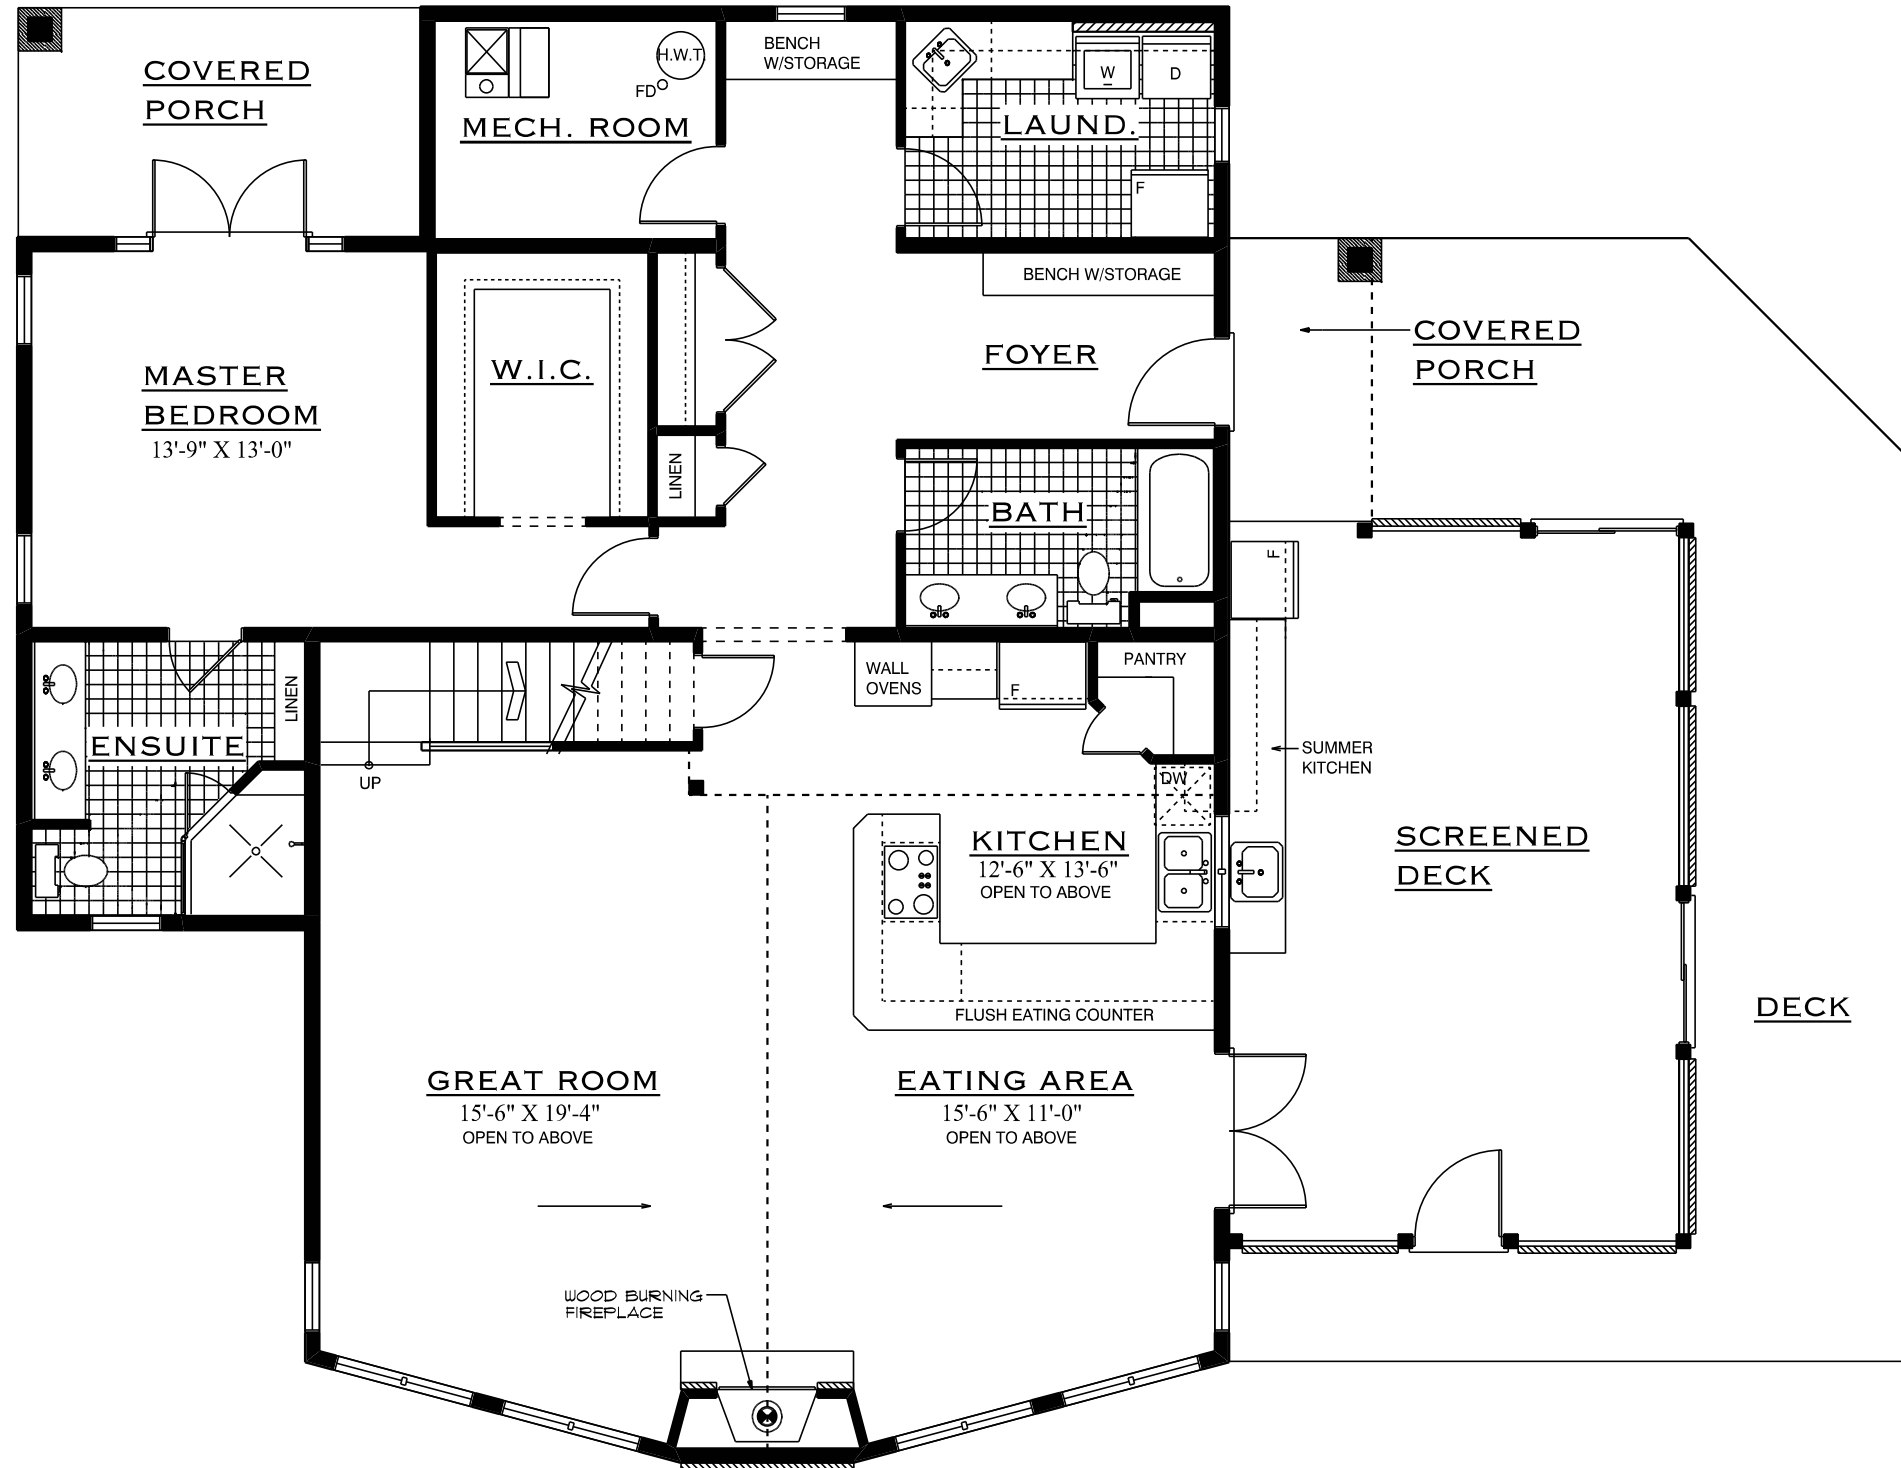 COVERED
PORCH
MECH. ROOM
H.W.T.
FD
BENCH
W/STORAGE
W
D
LAUND.
F
BENCH W/STORAGE
COVERED
PORCH
FOYER
MASTER
BEDROOM
13'-9" X 13'-0"
W.I.C.
LINEN
BATH
F
LINEN
WALL
OVENS
F
PANTRY
ENSUITE
UP
SUMMER
KITCHEN
DW
KITCHEN
12'-6" X 13'-6"
OPEN TO ABOVE
SCREENED
DECK
FLUSH EATING COUNTER
DECK
GREAT ROOM
15'-6" X 19'-4"
OPEN TO ABOVE
EATING AREA
15'-6" X 11'-0"
OPEN TO ABOVE
WOOD BURNING
FIREPLACE